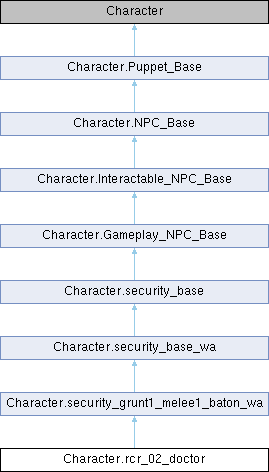 Character
Character.Puppet_Base
Character.NPC_Base
Character.Interactable_NPC_Base
Character.Gameplay_NPC_Base
Character.security_base
Character.security_base_wa
Character.security_grunt1_melee1_baton_wa
Character.rcr_02_doctor